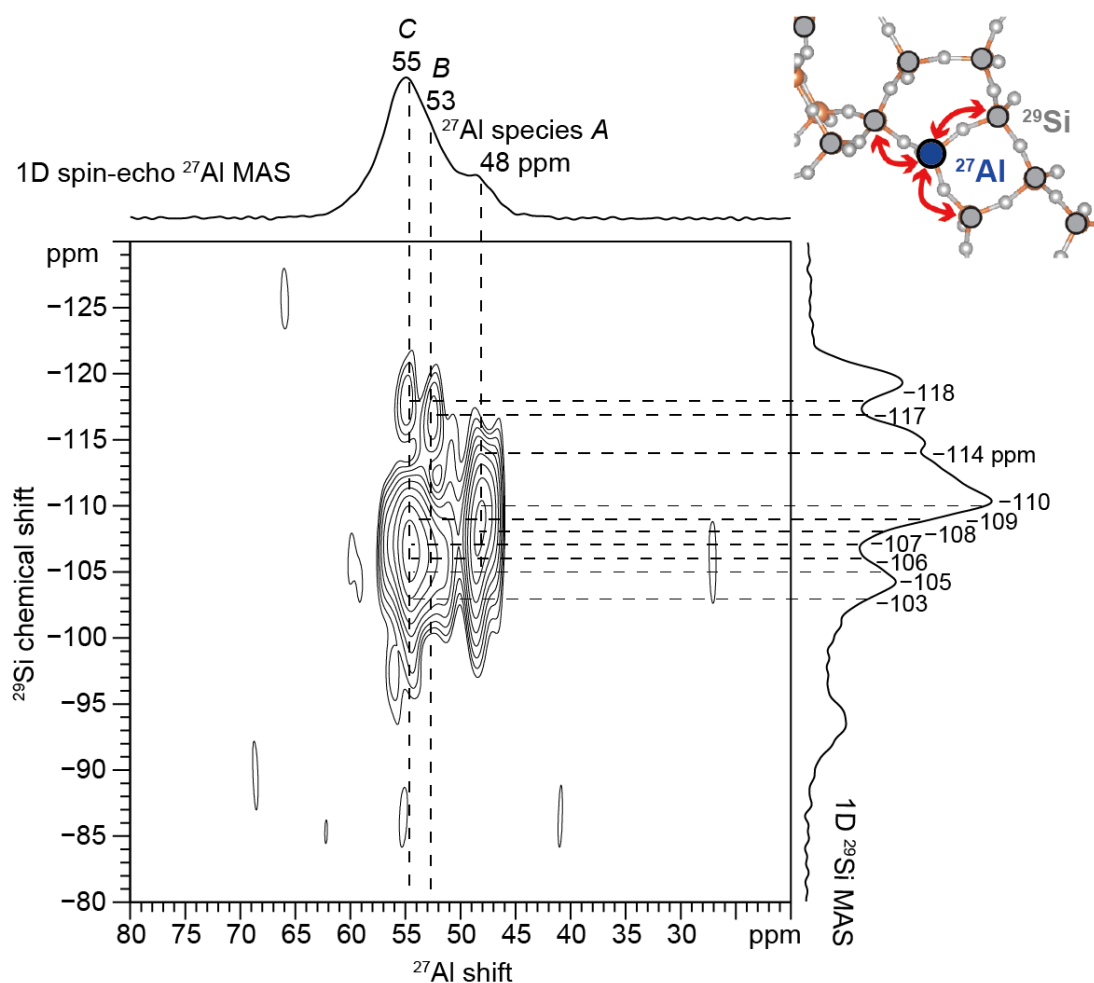 C
55
B
53
²⁷Al species A
48 ppm
1D spin-echo ²⁷Al MAS
²⁹Si
²⁷Al
ppm
−125
−120
−115
−110
−105
−100
−95
−90
−85
−80
²⁹Si chemical shift
80
75
70
65
60
55
50
45
40
35
30
ppm
²⁷Al shift
−118
−117
−114 ppm
−110
−109
−108
−107
−106
−105
−103
1D ²⁹Si MAS